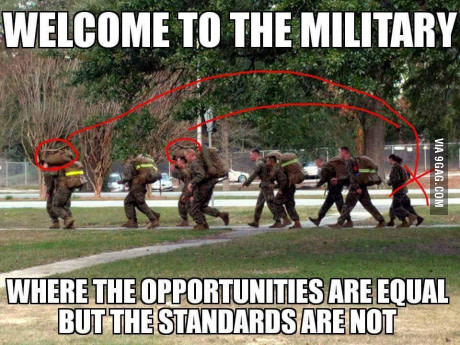 WELCOME TO THE MILITARY
VIA 9GAG.COM
WHERE THE OPPORTUNITIES ARE EQUAL
BUT THE STANDARDS ARE NOT